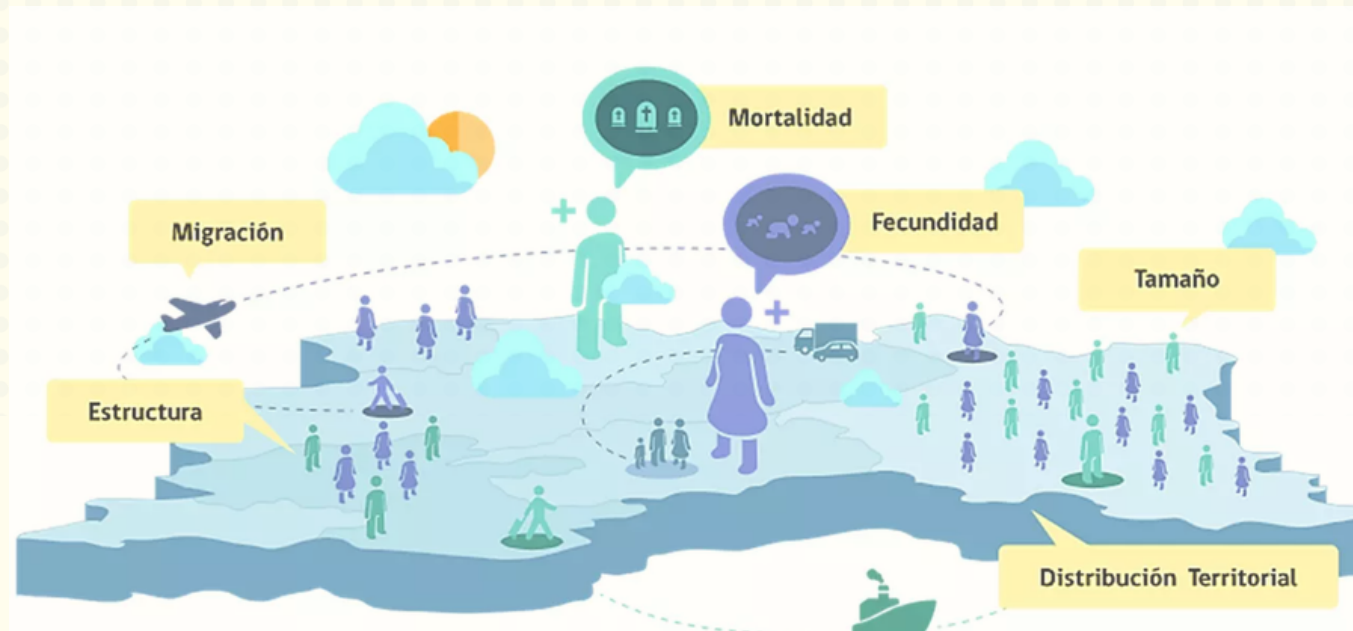 Mortalidad
Migración
Fecundidad
Tamaño
Estructura
Distribución Territorial